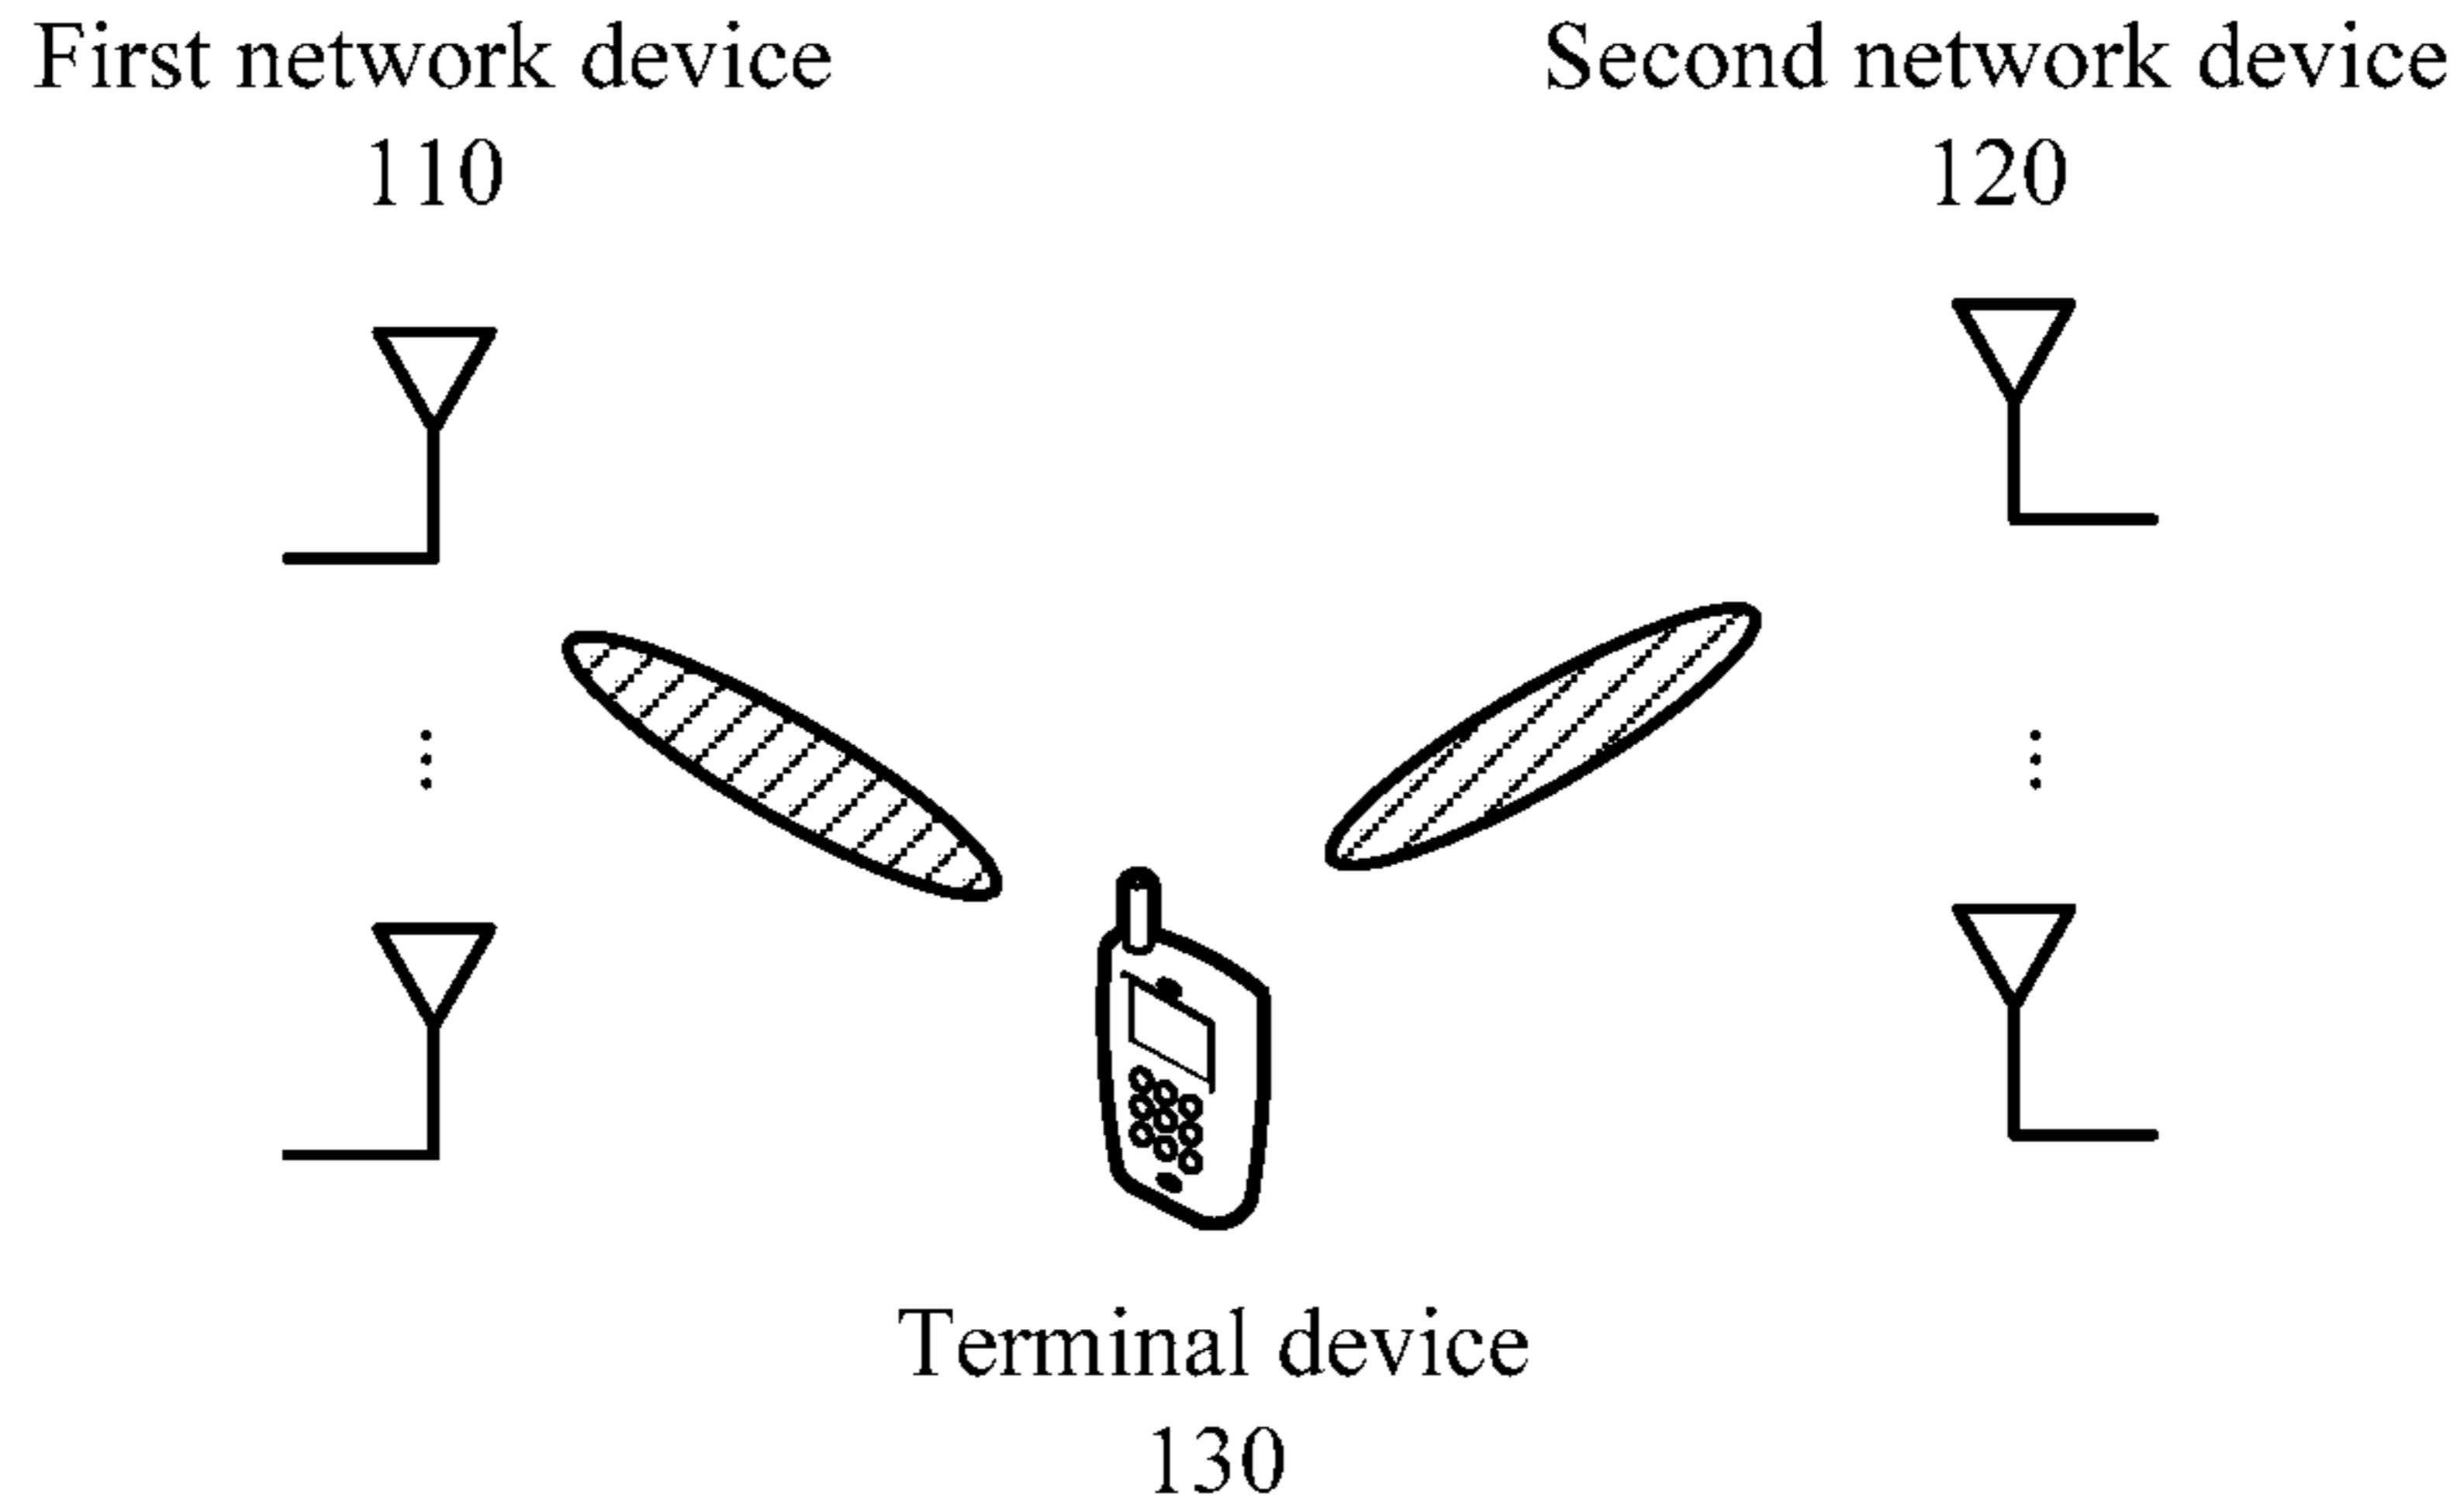 First network device
110
Second network device
120
Terminal device
130